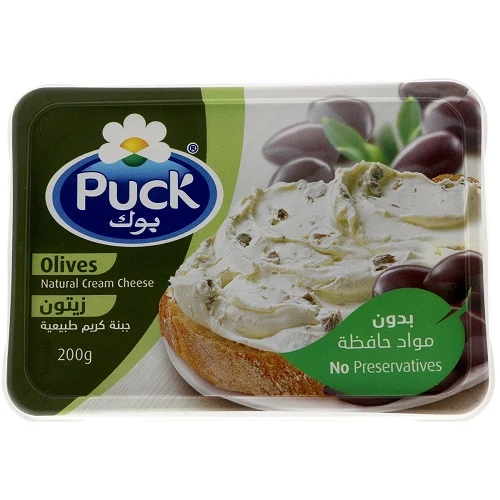 Puck®
بوك
Olives
Natural Cream Cheese
زيتون
جبنة كريم طبيعية
200g
بدون
مواد حافظة
No Preservatives